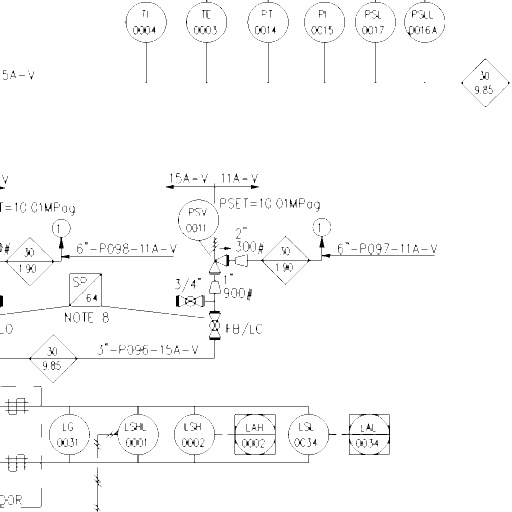 TI
0004
TE
0003
PT
0014
PI
0015
PSL
0017
PSLL
0016A
5A-V
30
9.85
V
15A-V
11A-V
T=10.01MPag
PSV
0011
PSET=10.01MPag
1
2"
300#
1
0#
30
1.90
6"-P098-11A-V
30
1.90
6"-P097-11A-V
SP
64
3/4"
1"
900#
LO
NOTE 8
FB/LC
30
9.85
3"-P096-15A-V
LG
0031
LSHL
0001
LSH
0002
LAH
0002
LSL
0034
LAL
0034
OOR